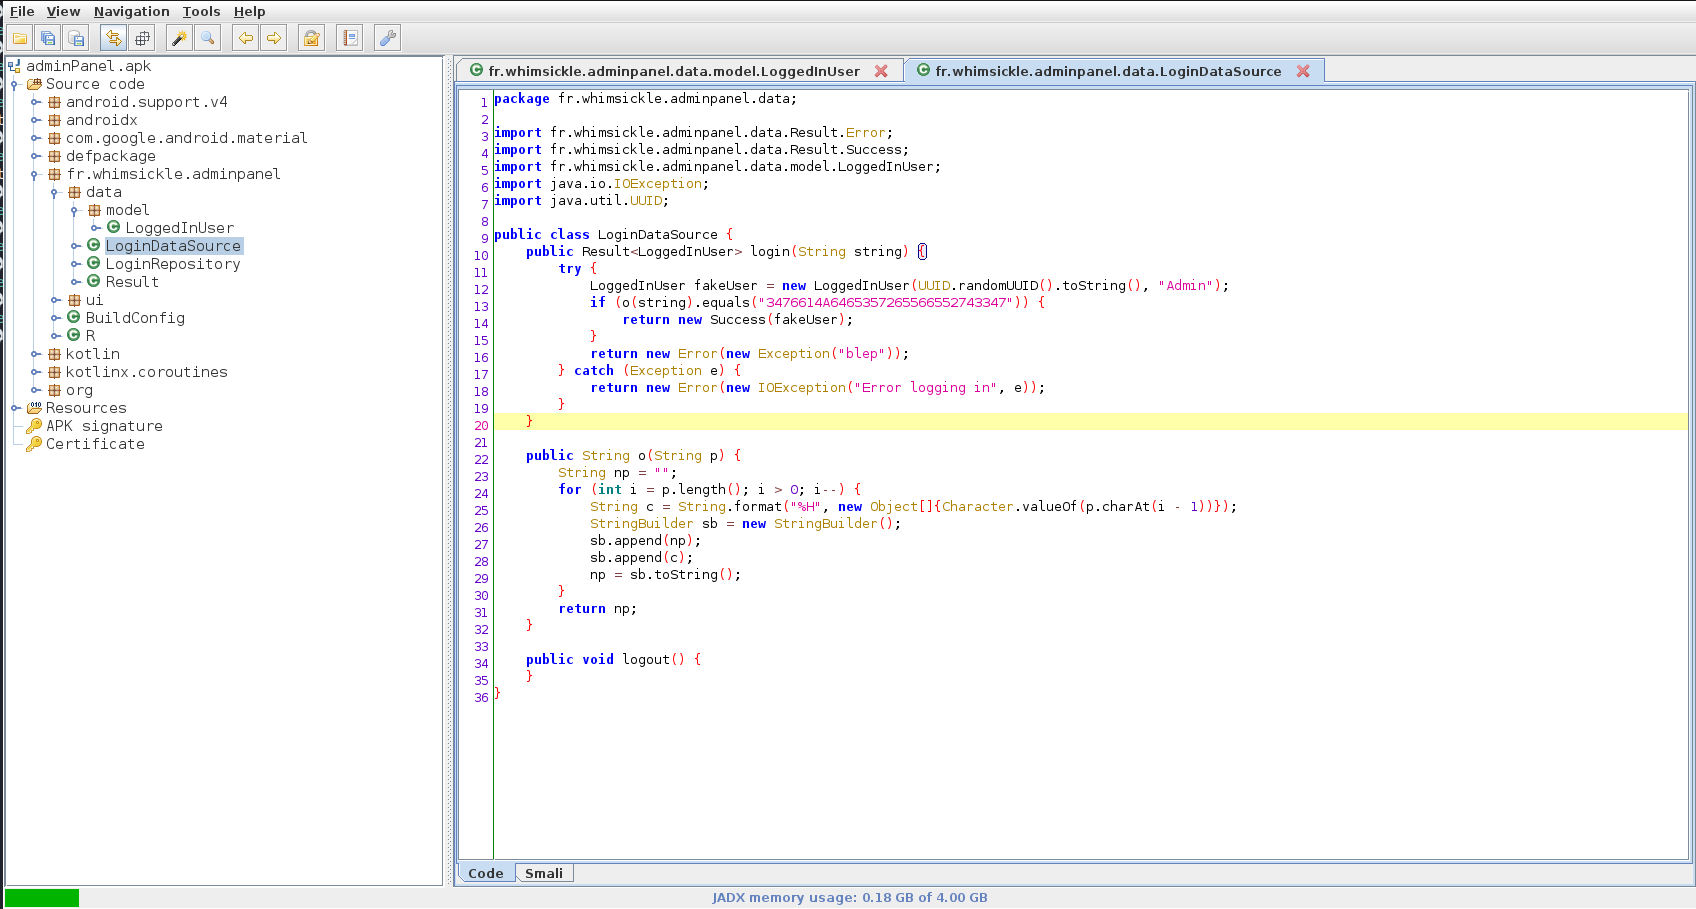 File View Navigation Tools Help
adminPanel.apk
Source code
android.support.v4
androidx
com.google.android.material
defpackage
fr.whimsickle.adminpanel
data
model
LoggedInUser
LoginDataSource
LoginRepository
Result
ui
BuildConfig
R
kotlin
kotlinx.coroutines
org
Resources
APK signature
Certificate
fr.whimsickle.adminpanel.data.model.LoggedInUser fr.whimsickle.adminpanel.data.LoginDataSource
1 package fr.whimsickle.adminpanel.data;
2
3 import fr.whimsickle.adminpanel.data.Result.Error;
4 import fr.whimsickle.adminpanel.data.Result.Success;
5 import fr.whimsickle.adminpanel.data.model.LoggedInUser;
6 import java.io.IOException;
7 import java.util.UUID;
8
9 public class LoginDataSource {
10 public Result<LoggedInUser> login(String string) {
11 try {
12 LoggedInUser fakeUser = new LoggedInUser(UUID.randomUUID().toString(), "Admin");
13 if (o(string).equals("3476614A6465357265566552743347")) {
14 return new Success(fakeUser);
15 }
16 return new Error(new Exception("blep"));
17 } catch (Exception e) {
18 return new Error(new IOException("Error logging in", e));
19 }
20 }
21
22 public String o(String p) {
23 String np = "";
24 for (int i = p.length(); i > 0; i--) {
25 String c = String.format("%H", new Object[]{Character.valueOf(p.charAt(i - 1))});
26 StringBuilder sb = new StringBuilder();
27 sb.append(np);
28 sb.append(c);
29 np = sb.toString();
30 }
31 return np;
32 }
33
34 public void logout() {
35 }
36 }
Code Smali
JADX memory usage: 0.18 GB of 4.00 GB